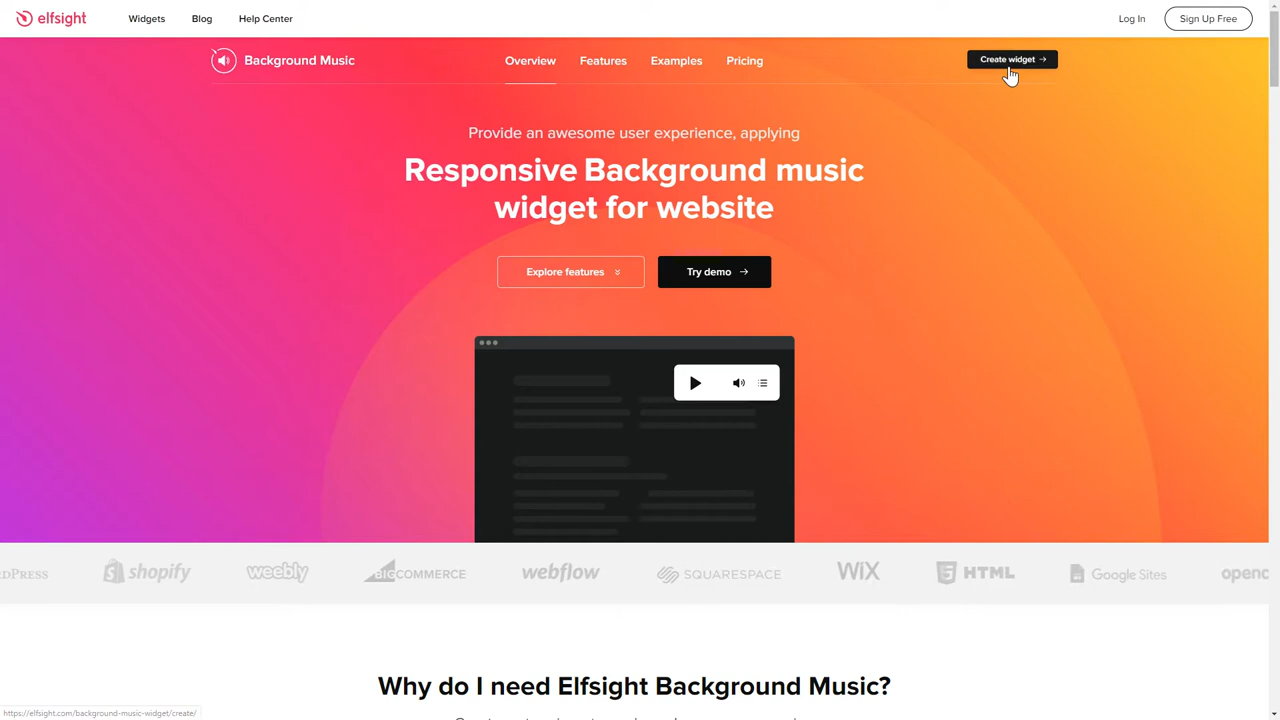 elfsight
Widgets
Blog
Help Center
Log In
Sign Up Free
Background Music
Overview
Features
Examples
Pricing
Create widget
Provide an awesome user experience, applying
Responsive Background music
widget for website
Explore features
Try demo
shopify
weebly
BIGCOMMERCE
webflow
SQUARESPACE
WiX
HTML
Google Sites
Why do I need Elfsight Background Music?
https://elfsight.com/background-music-widget/create/